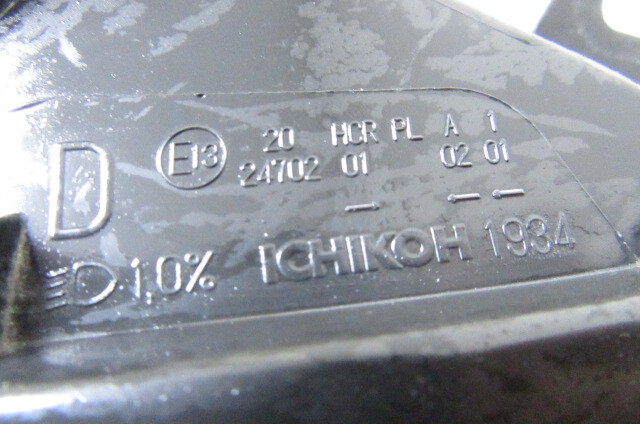 D
E13
20 HCR PL A 1
24702 01 02 01
1,0% ICHIKOH 1934